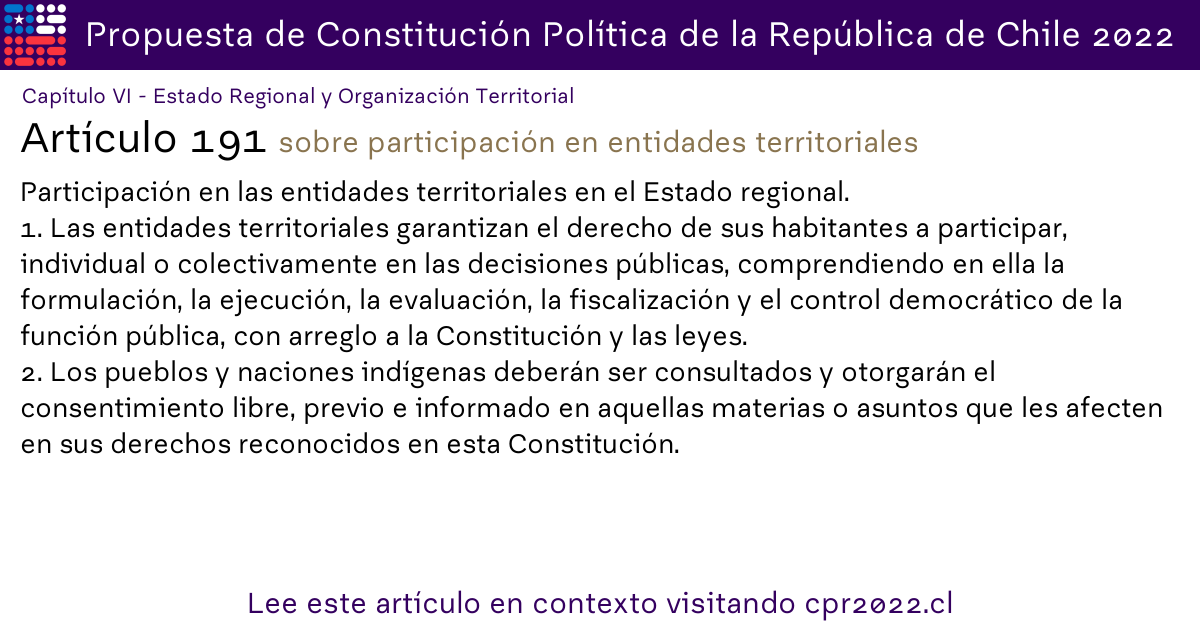 Propuesta de Constitución Política de la República de Chile 2022
Capítulo VI - Estado Regional y Organización Territorial
Artículo 191 sobre participación en entidades territoriales
Participación en las entidades territoriales en el Estado regional.
1. Las entidades territoriales garantizan el derecho de sus habitantes a participar,
individual o colectivamente en las decisiones públicas, comprendiendo en ella la
formulación, la ejecución, la evaluación, la fiscalización y el control democrático de la
función pública, con arreglo a la Constitución y las leyes.
2. Los pueblos y naciones indígenas deberán ser consultados y otorgarán el
consentimiento libre, previo e informado en aquellas materias o asuntos que les afecten
en sus derechos reconocidos en esta Constitución.
Lee este artículo en contexto visitando cpr2022.cl